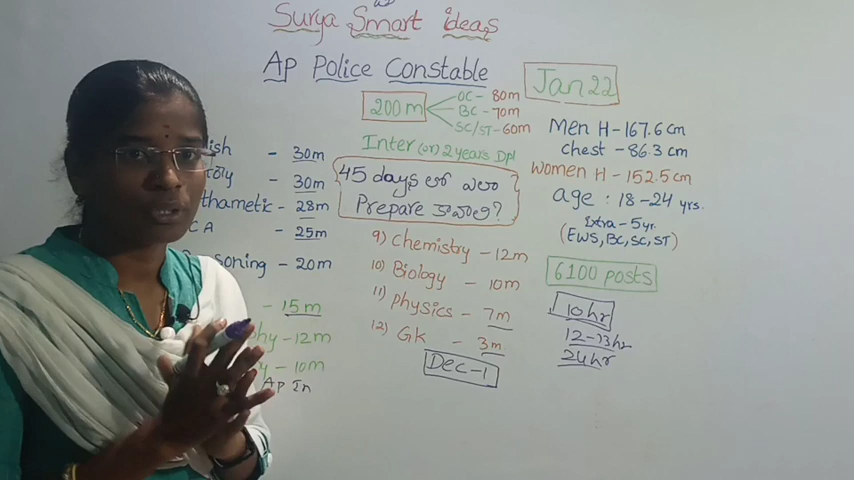 Surya Smart ideas
AP Police Constable
Jan 22
200m
OC - 80m
BC - 70m
SC/ST - 60m
Inter (or) 2 years Dpl
45 days లో ఎలా
Prepare కావాలి?
Men H - 167.6 cm
chest - 86.3 cm
women H - 152.5 cm
age : 18 - 24 yrs.
Extra - 5 yr.
(EWS, BC, SC, ST)
6100 posts
10 hr
12 - 13 hr
24 hr
ish - 30m
tory - 30m
thametic - 28m
CA - 25m
soning - 20m
- 15m
hy - 12m
y - 10m
AP In
9) Chemistry - 12m
10) Biology - 10m
11) Physics - 7m
12) GK - 3m
Dec-1